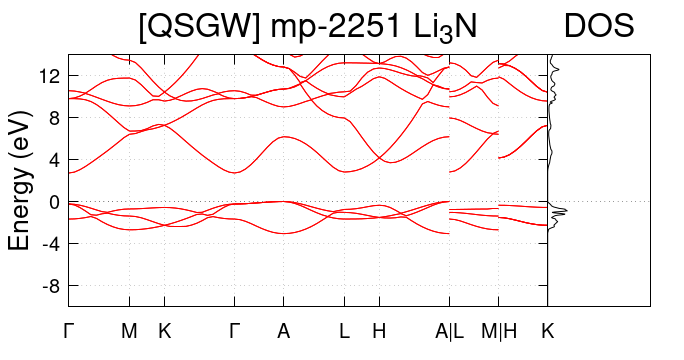 [QSGW] mp-2251 Li₃N DOS
Energy (eV)
12
8
4
0
-4
-8
Γ M K Γ A L H A|L M|H K